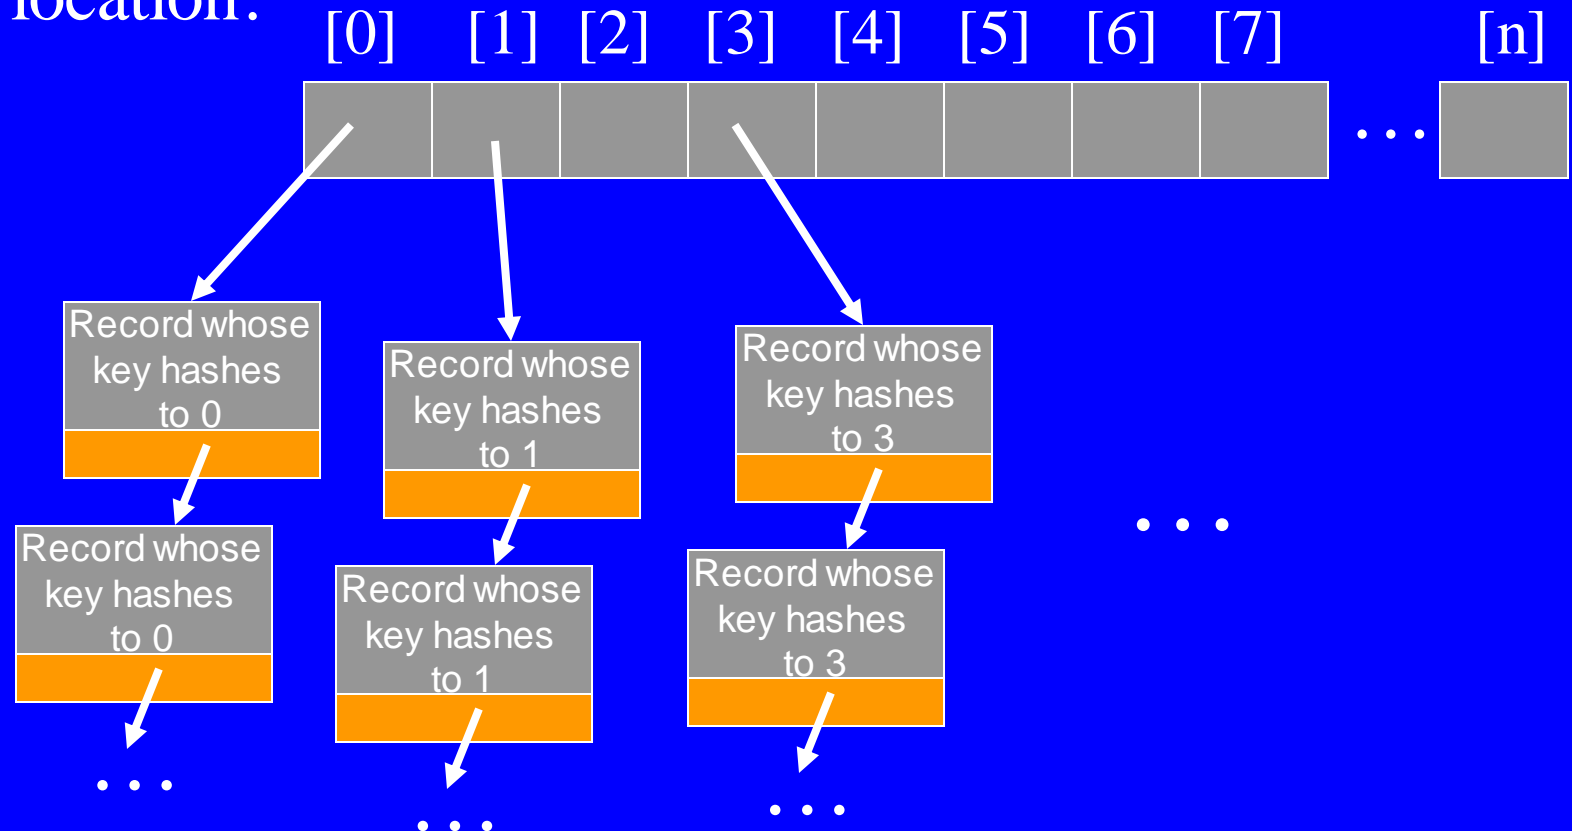 location.
[0] [1] [2] [3] [4] [5] [6] [7] [n]
. . .
Record whose
key hashes
to 0
Record whose
key hashes
to 1
Record whose
key hashes
to 3
. . .
Record whose
key hashes
to 0
Record whose
key hashes
to 1
Record whose
key hashes
to 3
. . .
. . .
. . .